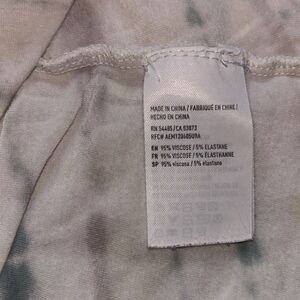 MADE IN CHINA / FABRIQUÉ EN CHINE /
HECHO EN CHINA
RN 54485/CA 03873
EN 95% VISCOSE / 5% ELASTANE
FR 95% VISCOSE / 5% ÉLASTHANNE
SP 95% viscosa / 5% elastano